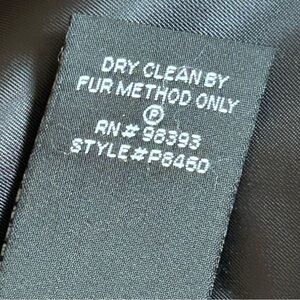 DRY CLEAN BY
FUR METHOD ONLY
Ⓟ
RN# 98393
STYLE#P8460